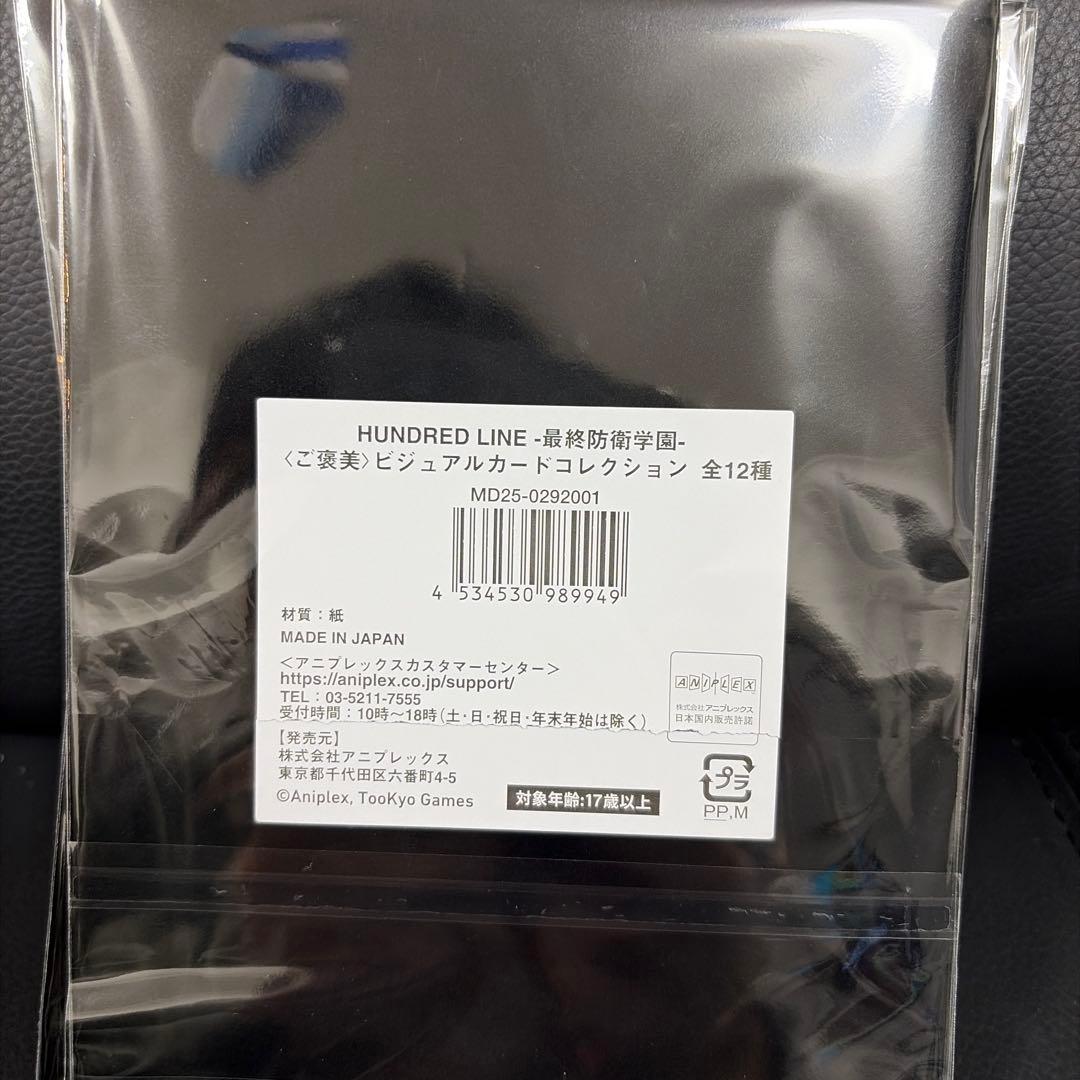 HUNDRED LINE -最終防衛学園-
〈ご褒美〉ビジュアルカードコレクション 全12種
MD25-0292001
4 534530 989949
材質：紙
MADE IN JAPAN
＜アニプレックスカスタマーセンター＞
https://aniplex.co.jp/support/
TEL：03-5211-7555
受付時間：10時〜18時（土・日・祝日・年末年始は除く）
【発売元】
株式会社アニプレックス
東京都千代田区六番町4-5
©Aniplex, TooKyo Games
対象年齢:17歳以上
ANIPLEX
株式会社アニプレックス
日本国内販売許諾
プラ
PP,M